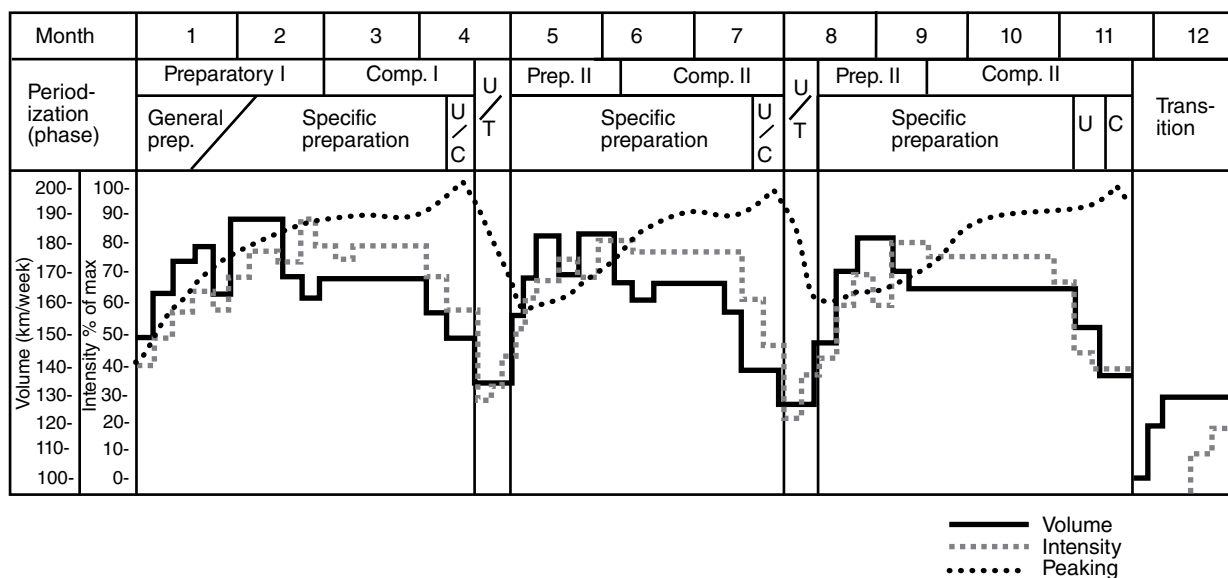 Month 1 2 3 4 5 6 7 8 9 10 11 12
Period-
ization
(phase)
Preparatory I Comp. I
U
/
T
Prep. II Comp. II
U
/
T
Prep. II Comp. II
Trans-
ition
General
prep.
Specific
preparation
U
/
C
Specific
preparation
U
/
C
Specific
preparation
U C
Volume (km/week)
200-
190-
180-
170-
160-
150-
140-
130-
120-
110-
100-
Intensity % of max
100-
90-
80-
70-
60-
50-
40-
30-
20-
10-
0-
Volume
Intensity
Peaking